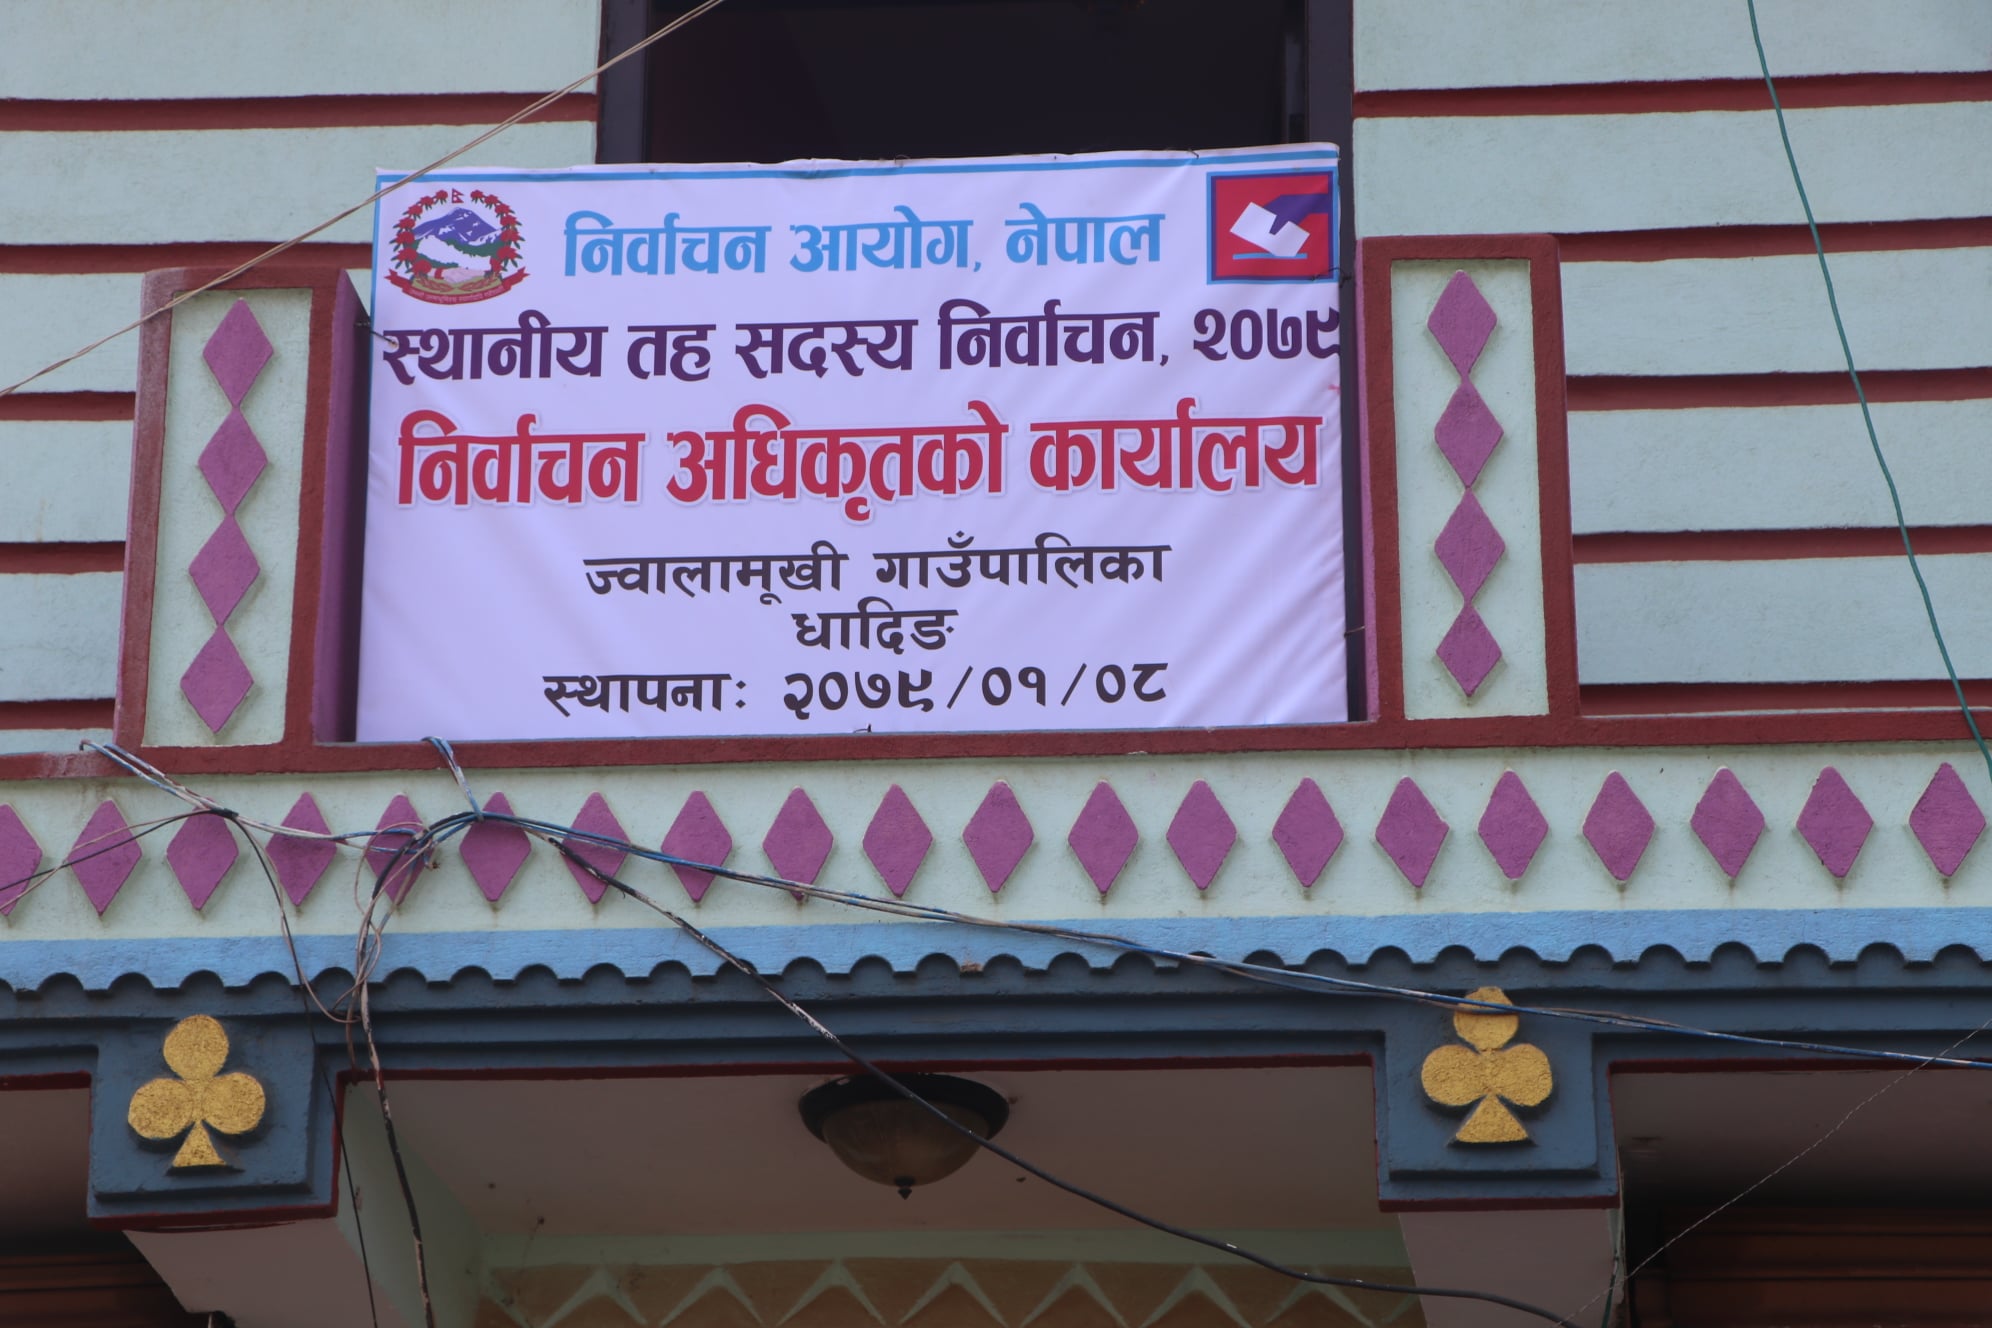 निर्वाचन आयोग, नेपाल
स्थानीय तह सदस्य निर्वाचन, २०७९
निर्वाचन अधिकृतको कार्यालय
ज्वालामूखी गाउँपालिका
धादिङ
स्थापनाः २०७९/०१/०८